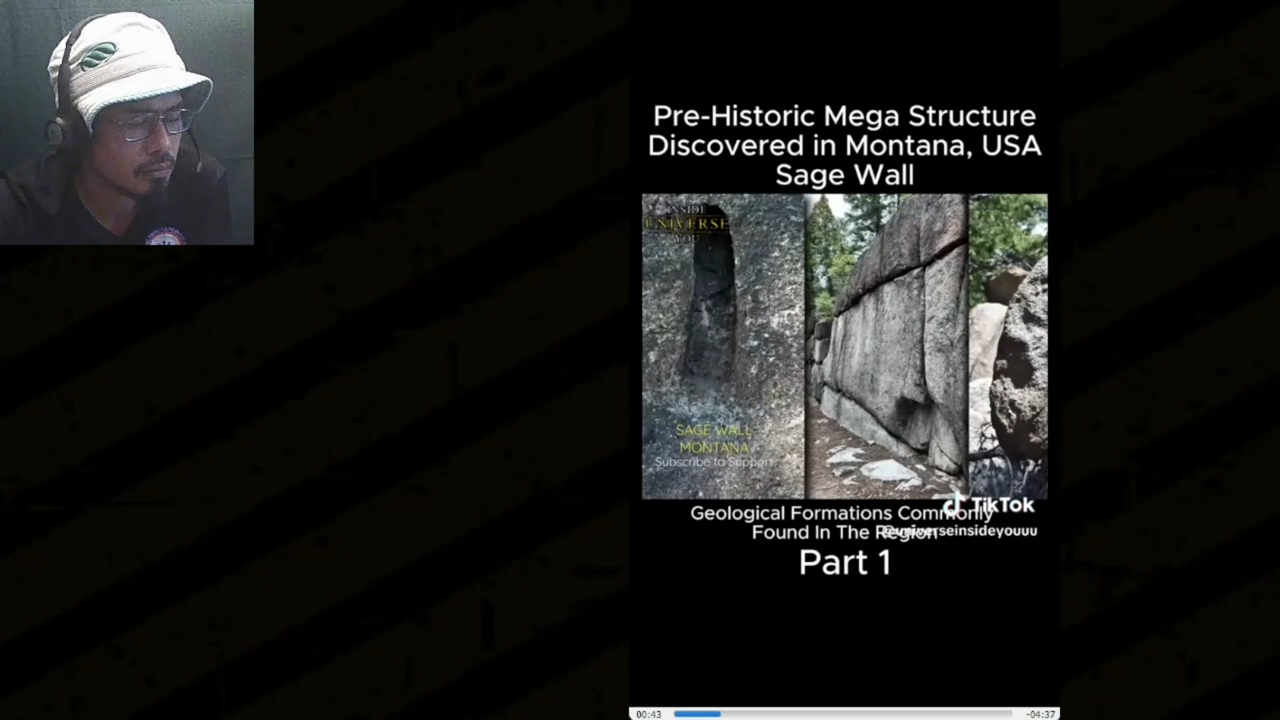 Pre-Historic Mega Structure
Discovered in Montana, USA
Sage Wall
INSIDE
UNIVERSE
YOU
SAGE WALL
MONTANA
Subscribe to Support
TikTok
Geological Formations Commonly
Found In The Region
@universeinsideyouuu
Part 1
00:43
-04:37